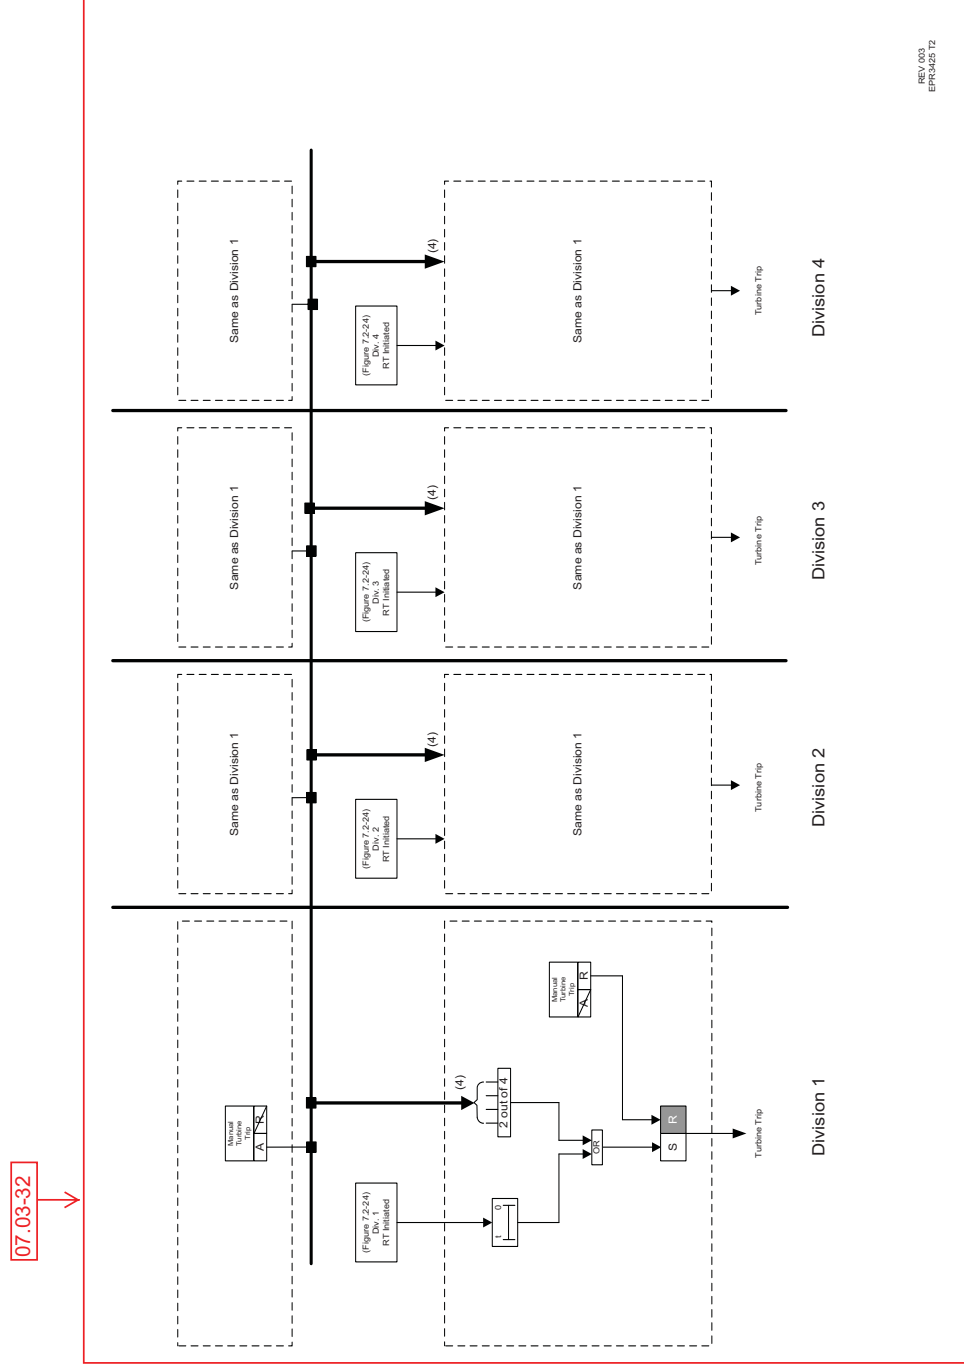 07.03-32
Manual
Turbine
Trip
A R
(Figure 7.2-24)
Div. 1
RT Initiated
(4)
2 out of 4
t 0
OR
Manual
Turbine
Trip
A R
S R
Turbine Trip
Division 1
Same as Division 1
(Figure 7.2-24)
Div. 2
RT Initiated
(4)
Same as Division 1
Turbine Trip
Division 2
Same as Division 1
(Figure 7.2-24)
Div. 3
RT Initiated
(4)
Same as Division 1
Turbine Trip
Division 3
Same as Division 1
(Figure 7.2-24)
Div. 4
RT Initiated
(4)
Same as Division 1
Turbine Trip
Division 4
REV 003
EPR3425 T2